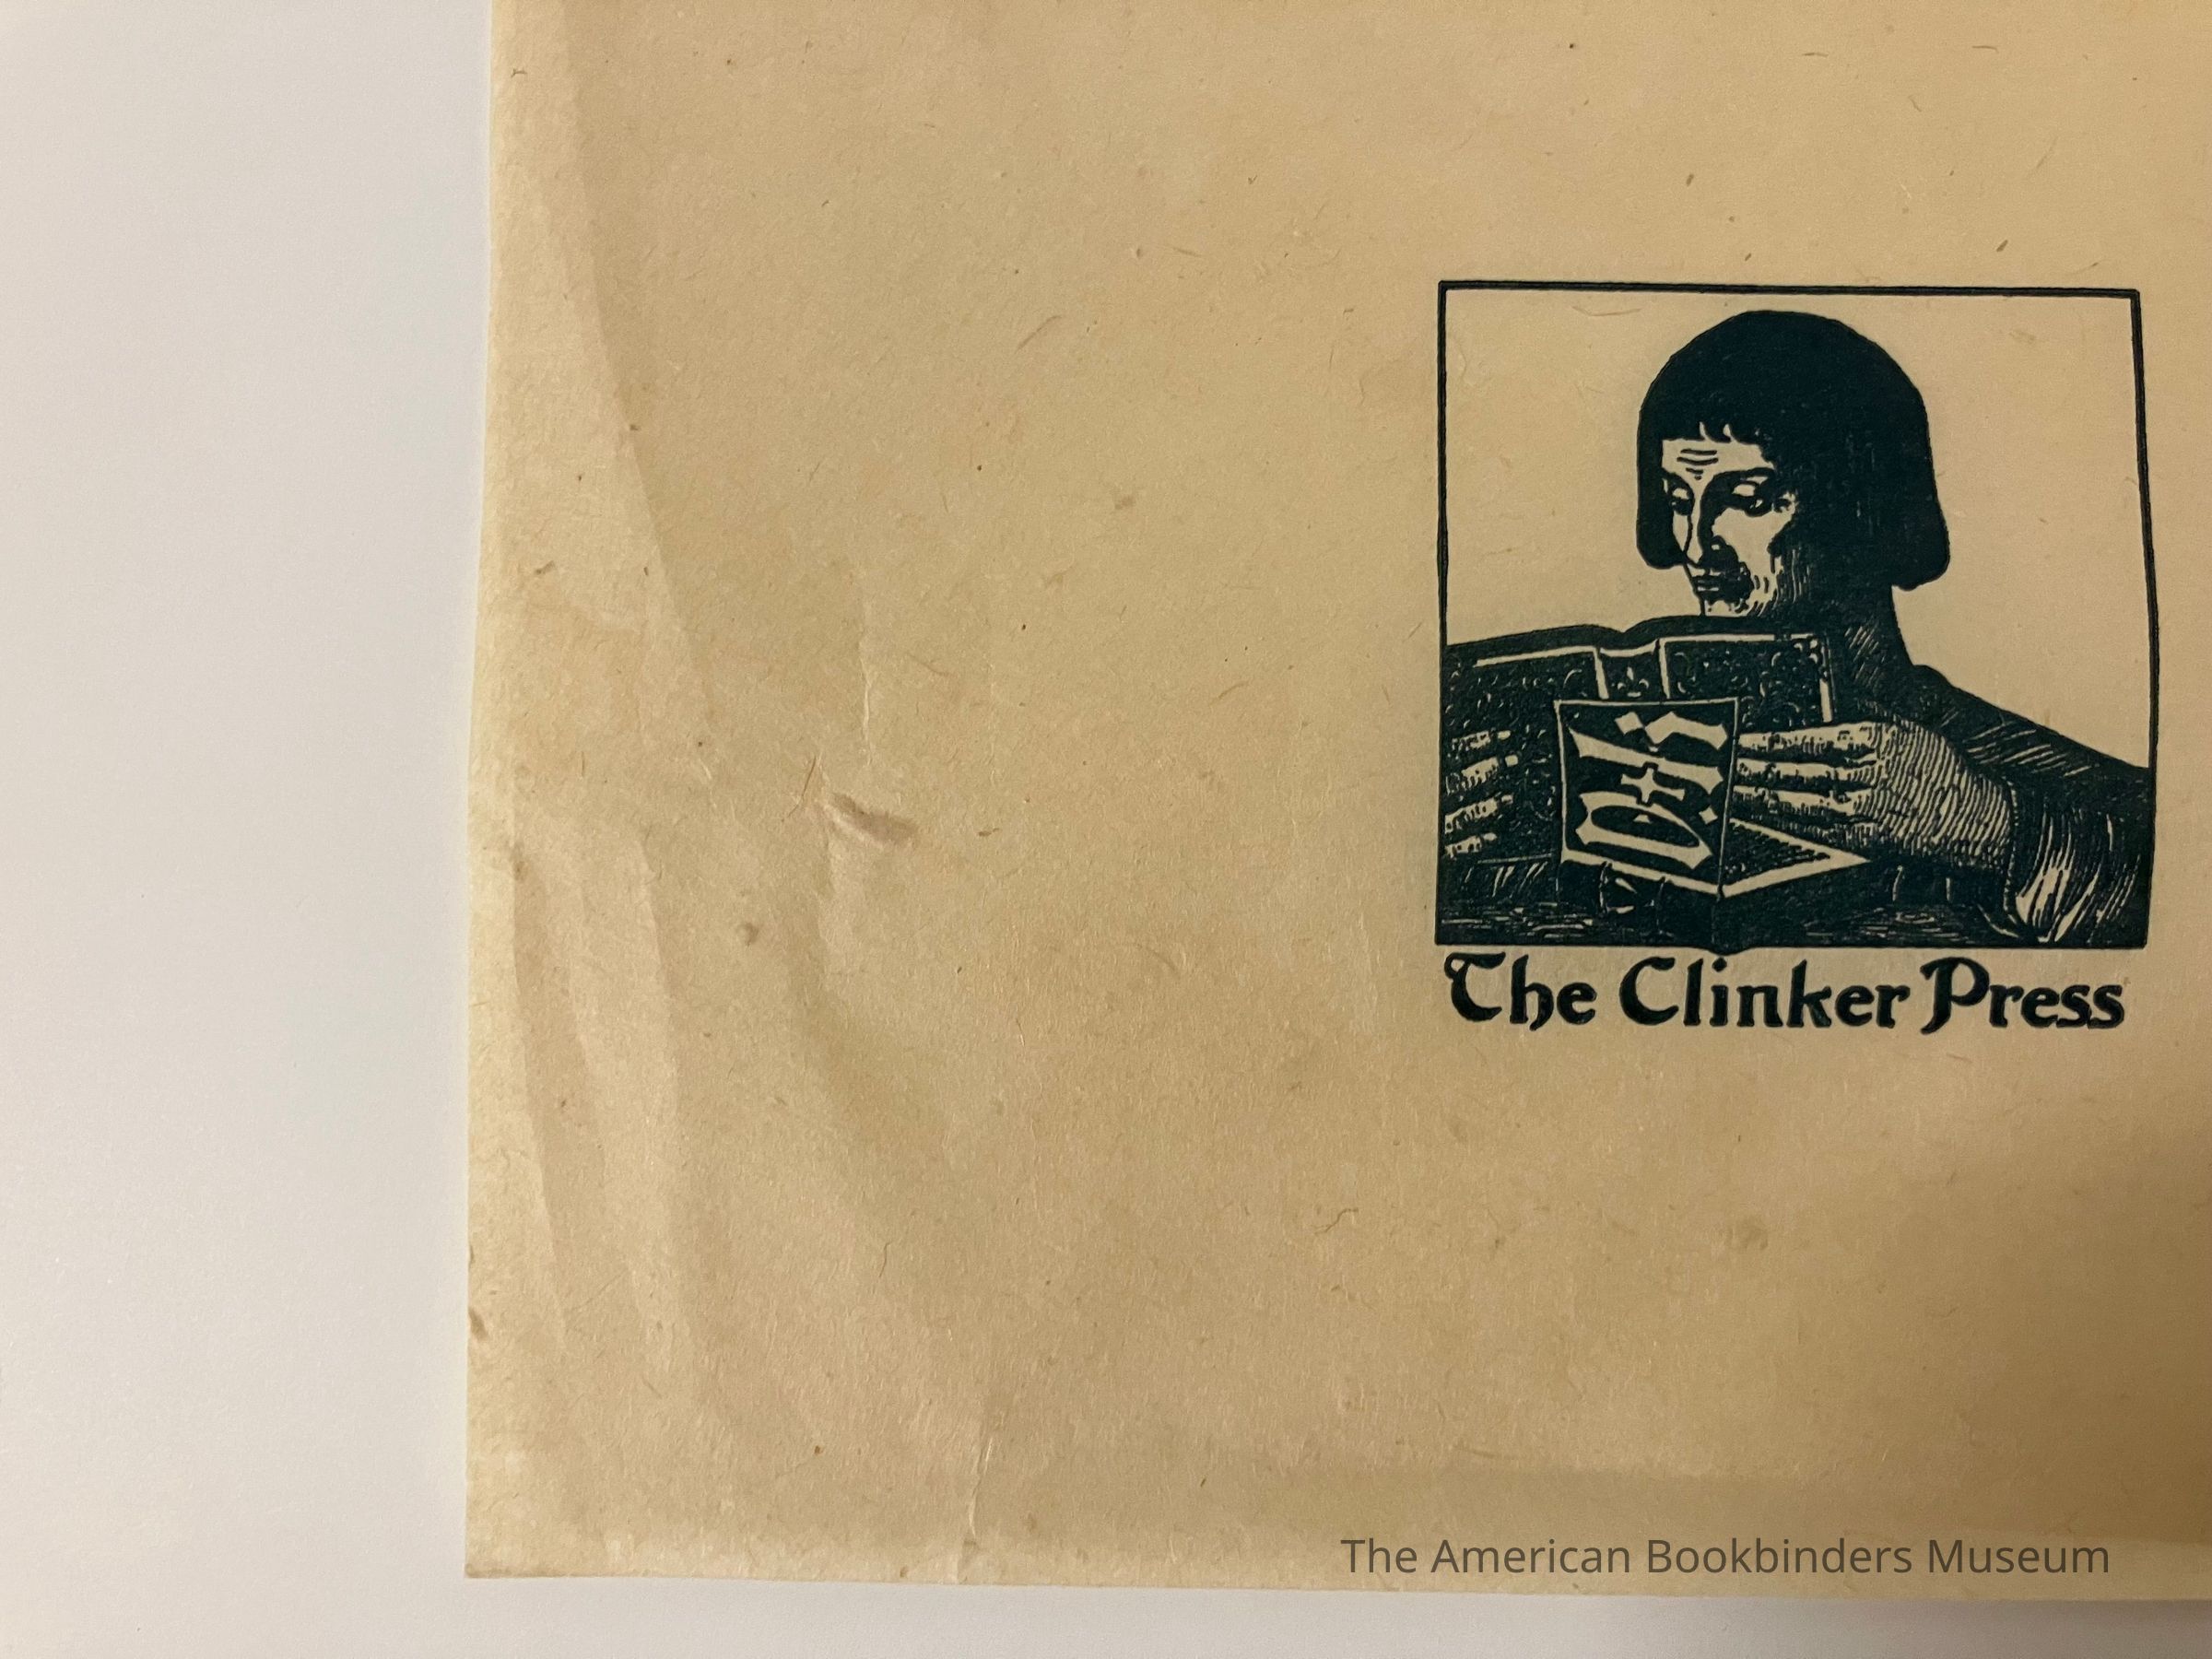 The Clinker Press
The American Bookbinders Museum